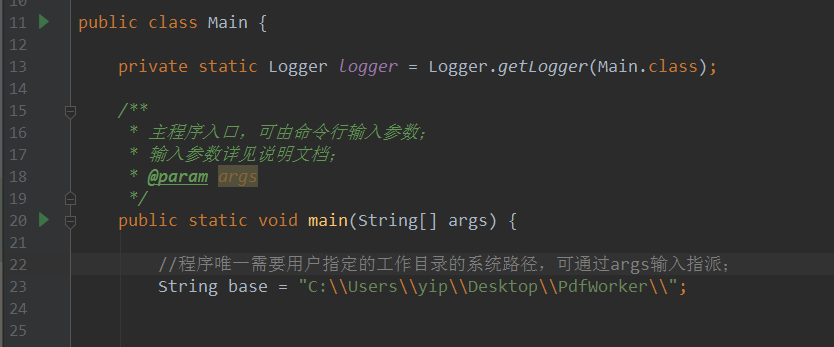 10
11 public class Main {
12
13 private static Logger logger = Logger.getLogger(Main.class);
14
15 /**
16 * 主程序入口，可由命令行输入参数；
17 * 输入参数详见说明文档；
18 * @param args
19 */
20 public static void main(String[] args) {
21
22 //程序唯一需要用户指定的工作目录的系统路径，可通过args输入指派；
23 String base = "C:\\Users\\yip\\Desktop\\PdfWorker\\";
24
25